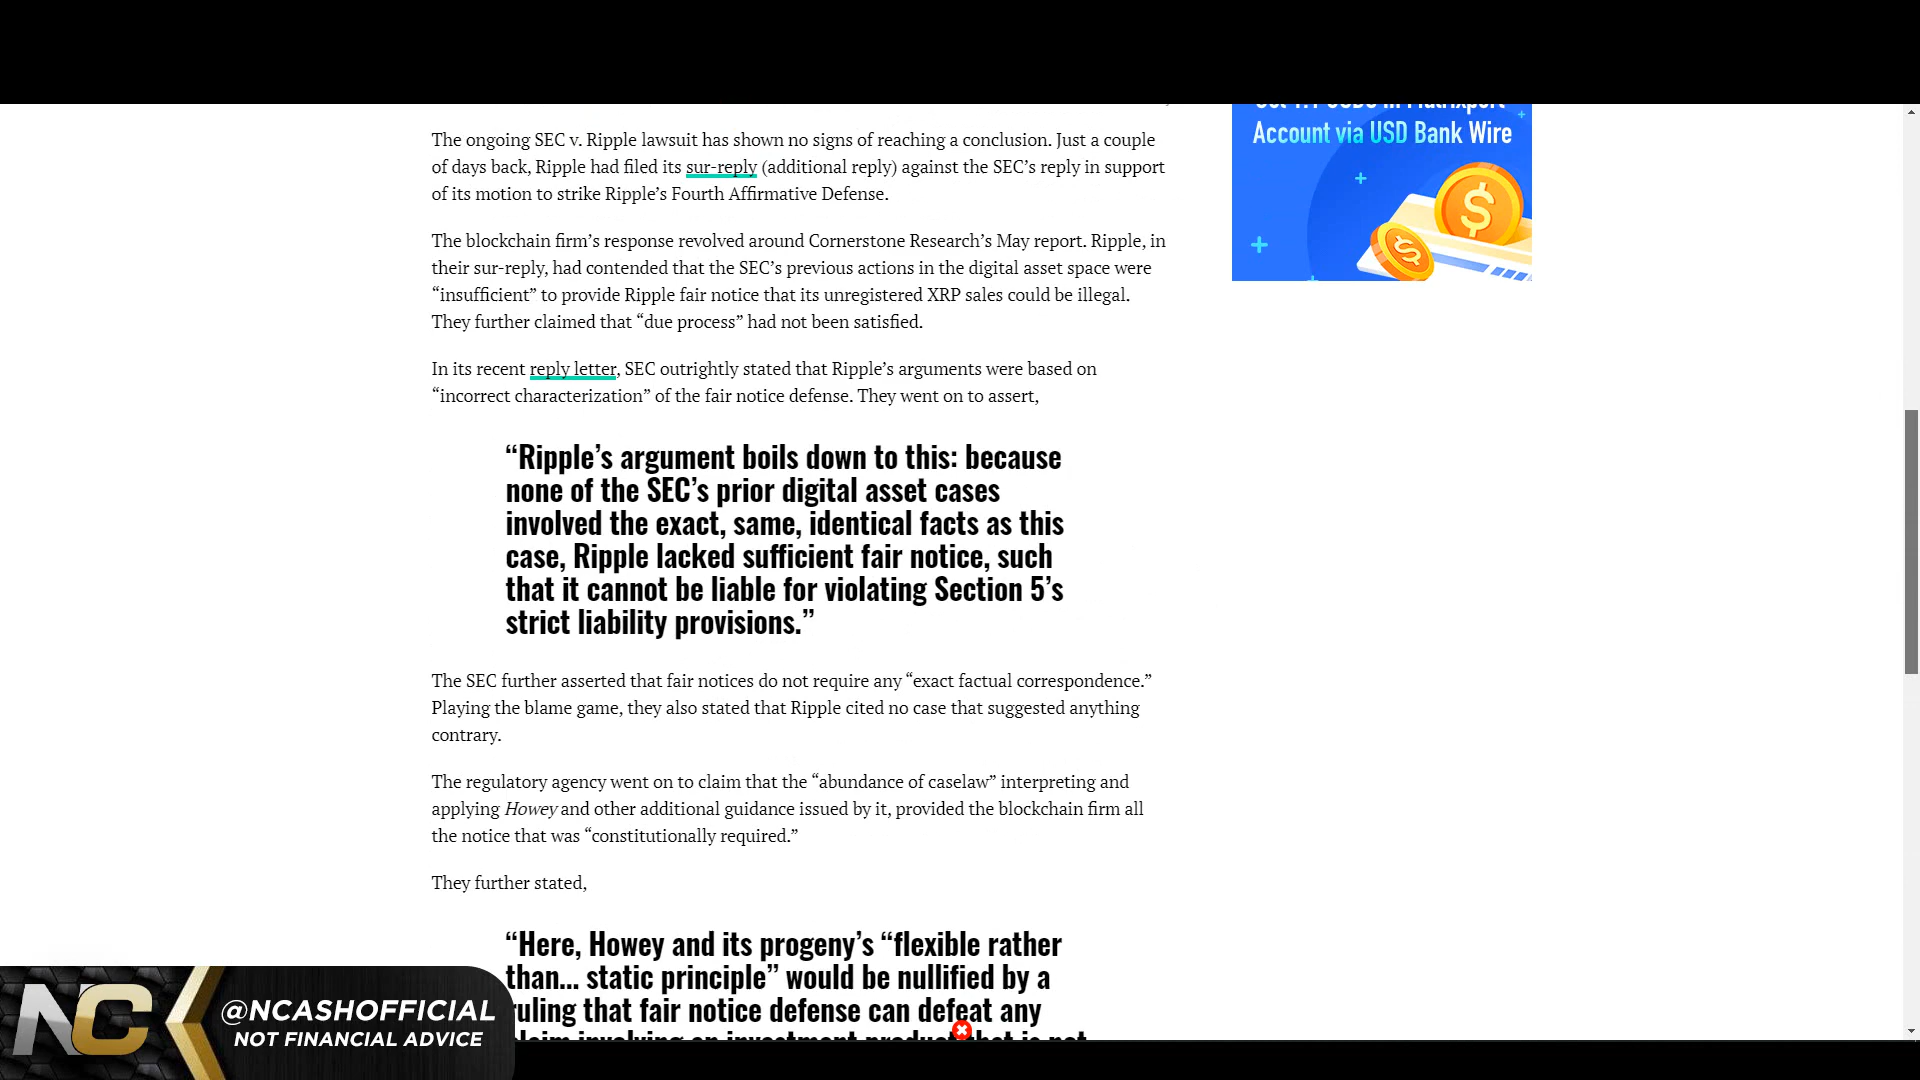 Account via USD Bank Wire
The ongoing SEC v. Ripple lawsuit has shown no signs of reaching a conclusion. Just a couple
of days back, Ripple had filed its sur-reply (additional reply) against the SEC’s reply in support
of its motion to strike Ripple’s Fourth Affirmative Defense.
The blockchain firm’s response revolved around Cornerstone Research’s May report. Ripple, in
their sur-reply, had contended that the SEC’s previous actions in the digital asset space were
“insufficient” to provide Ripple fair notice that its unregistered XRP sales could be illegal.
They further claimed that “due process” had not been satisfied.
In its recent reply letter, SEC outrightly stated that Ripple’s arguments were based on
“incorrect characterization” of the fair notice defense. They went on to assert,
“Ripple’s argument boils down to this: because
none of the SEC’s prior digital asset cases
involved the exact, same, identical facts as this
case, Ripple lacked sufficient fair notice, such
that it cannot be liable for violating Section 5’s
strict liability provisions.”
The SEC further asserted that fair notices do not require any “exact factual correspondence.”
Playing the blame game, they also stated that Ripple cited no case that suggested anything
contrary.
The regulatory agency went on to claim that the “abundance of caselaw” interpreting and
applying Howey and other additional guidance issued by it, provided the blockchain firm all
the notice that was “constitutionally required.”
They further stated,
“Here, Howey and its progeny’s “flexible rather
than... static principle” would be nullified by a
ruling that fair notice defense can defeat any
claim involving an investment product that is not
NC
@NCASHOFFICIAL
NOT FINANCIAL ADVICE